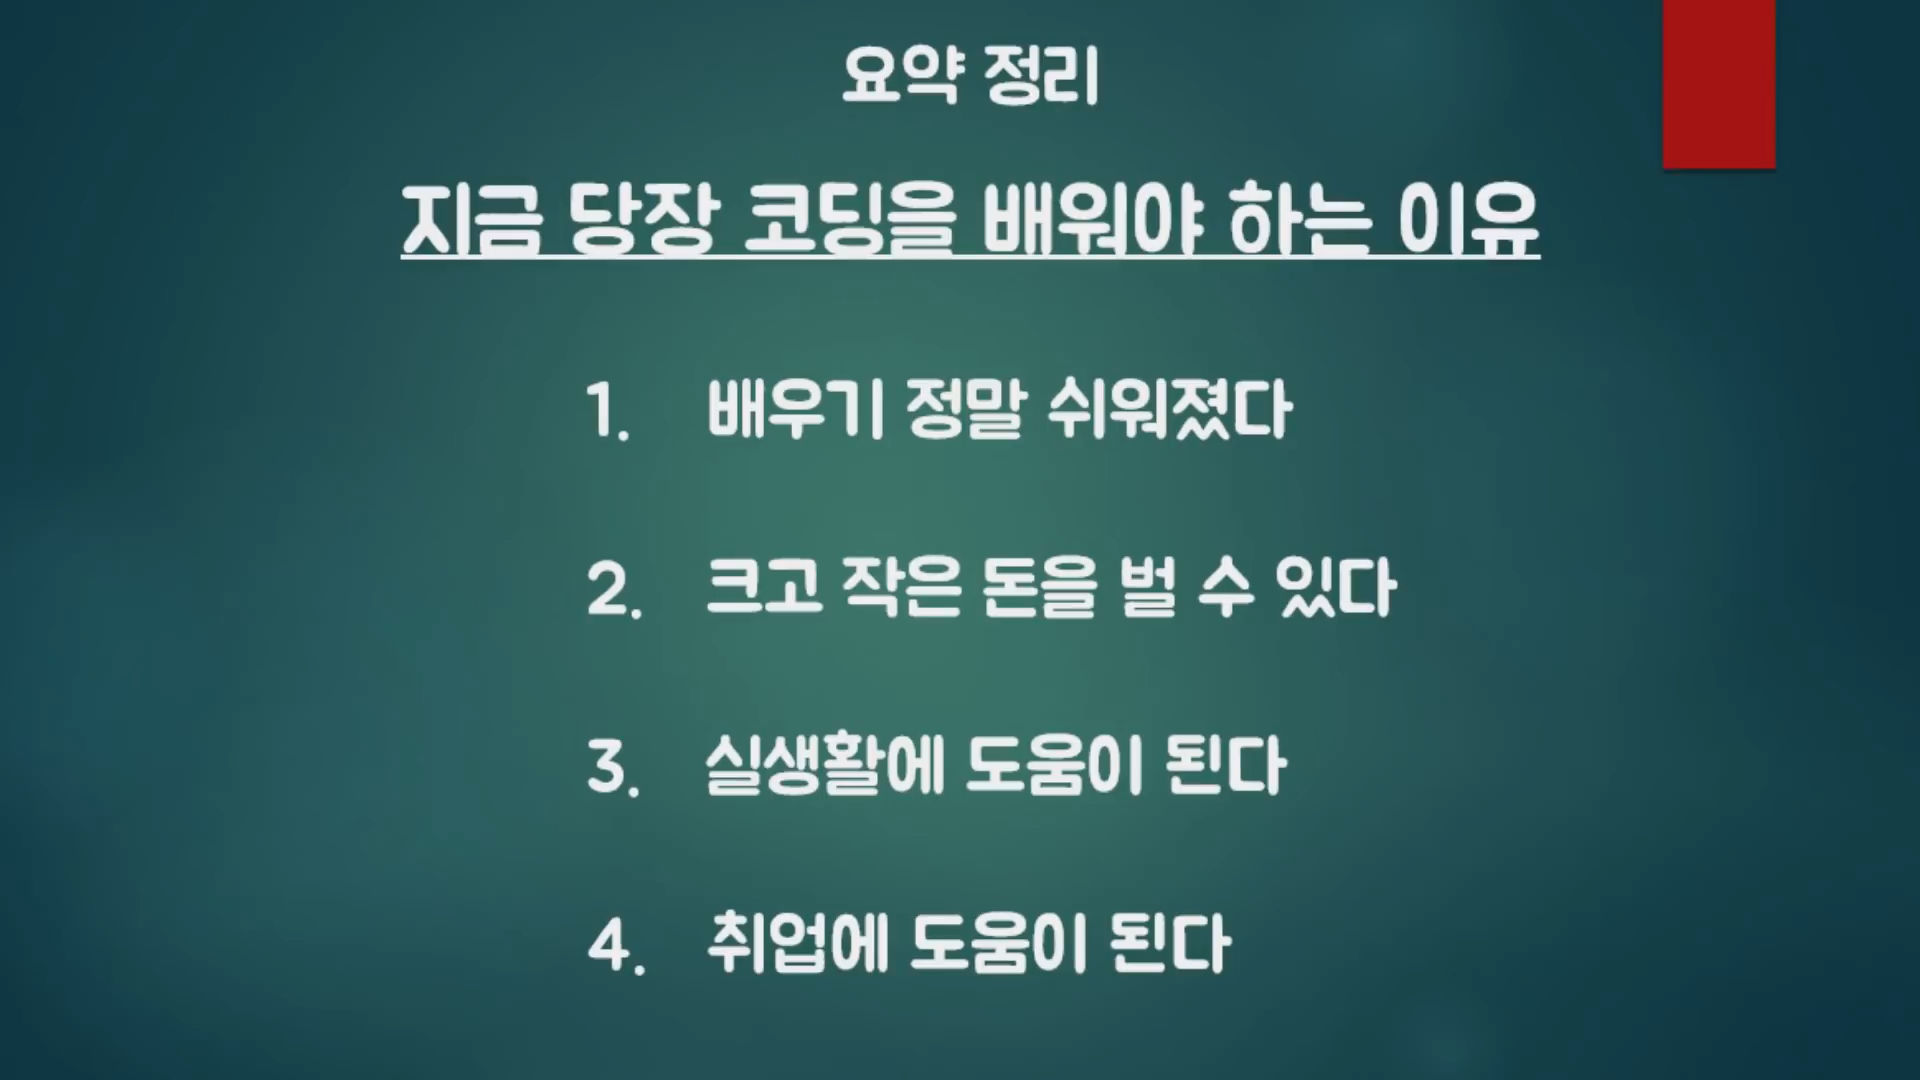 요약 정리
지금 당장 코딩을 배워야 하는 이유
1. 배우기 정말 쉬워졌다
2. 크고 작은 돈을 벌 수 있다
3. 실생활에 도움이 된다
4. 취업에 도움이 된다